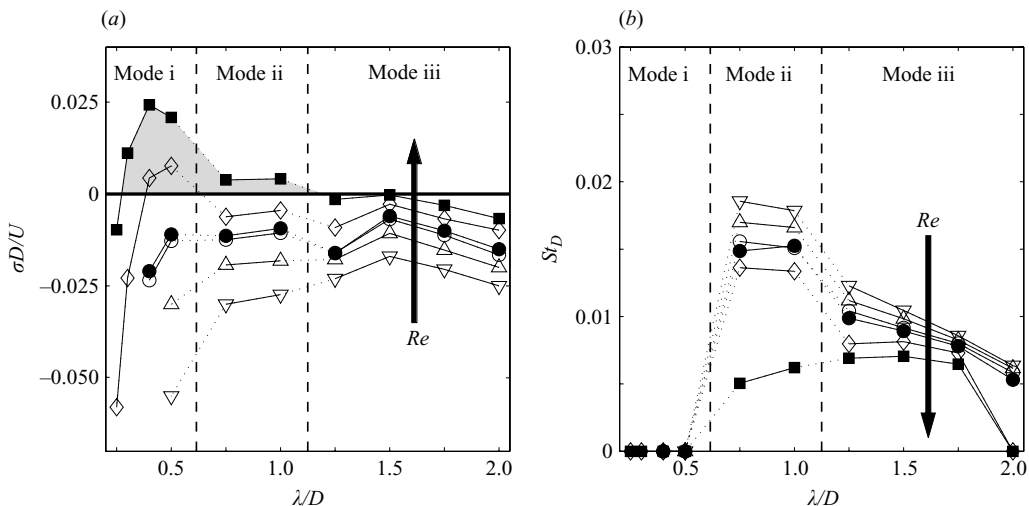 (a)
Mode i
Mode ii
Mode iii
0.025
0
−0.025
−0.050
σD/U
Re
0.5
1.0
1.5
2.0
λ/D
(b)
Mode i
Mode ii
Mode iii
0.03
0.02
0.01
0
St_D
Re
0.5
1.0
1.5
2.0
λ/D